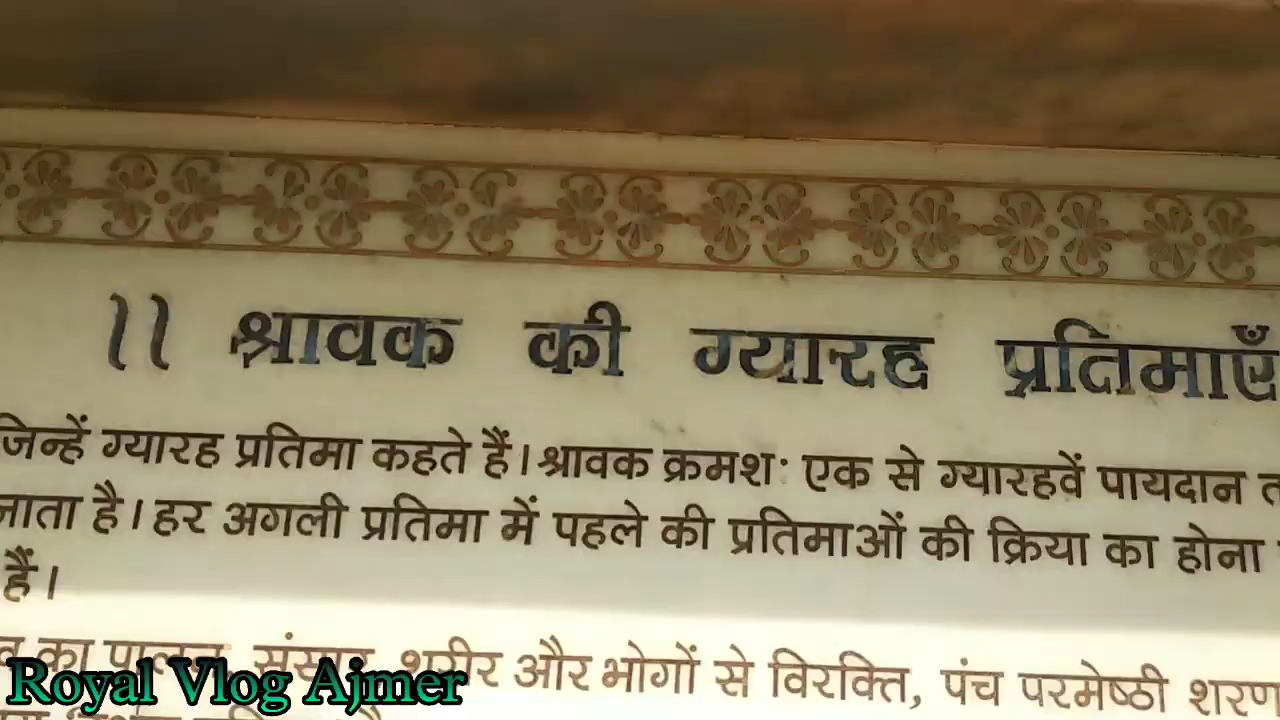 ।। श्रावक की ग्यारह प्रतिमाएँ
जिन्हें ग्यारह प्रतिमा कहते हैं। श्रावक क्रमशः एक से ग्यारहवें पायदान
जाता है। हर अगली प्रतिमा में पहले की प्रतिमाओं की क्रिया का होना
हैं।
का पालन, संसार शरीर और भोगों से विरक्ति, पंच परमेष्ठी शरण
Royal Vlog Ajmer